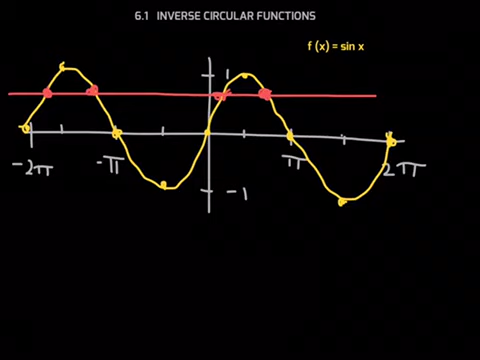 6.1 INVERSE CIRCULAR FUNCTIONS
f (x) = sin x
1
-2π -π π 2π
-1